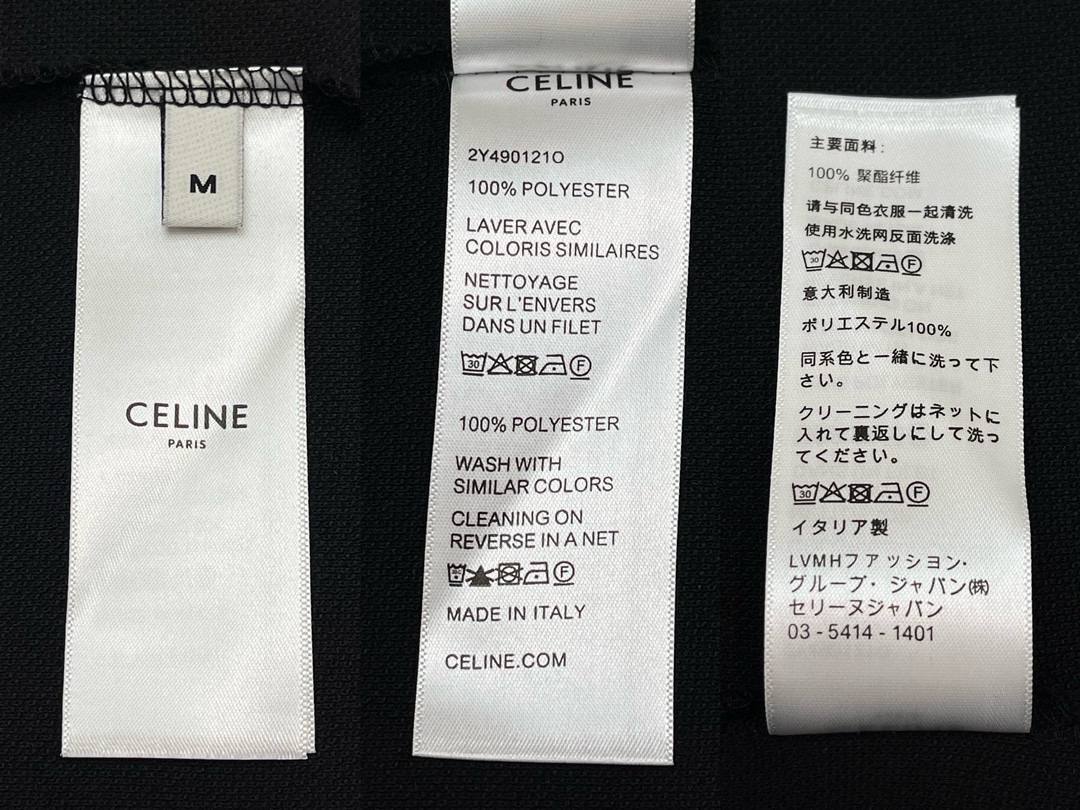 M
CELINE
PARIS
CELINE
PARIS
2Y490121O
100% POLYESTER
LAVER AVEC
COLORIS SIMILAIRES
NETTOYAGE
SUR L'ENVERS
DANS UN FILET
30 F
100% POLYESTER
WASH WITH
SIMILAR COLORS
CLEANING ON
REVERSE IN A NET
F
MADE IN ITALY
CELINE.COM
主要面料:
100% 聚酯纤维
请与同色衣服一起清洗
使用水洗网反面洗涤
30 F
意大利制造
ポリエステル100%
同系色と一緒に洗って下
さい。
クリーニングはネットに
入れて裏返しにして洗っ
てください。
30 F
イタリア製
LVMHファッション·
グループ· ジャパン㈱
セリーヌジャパン
03 - 5414 - 1401